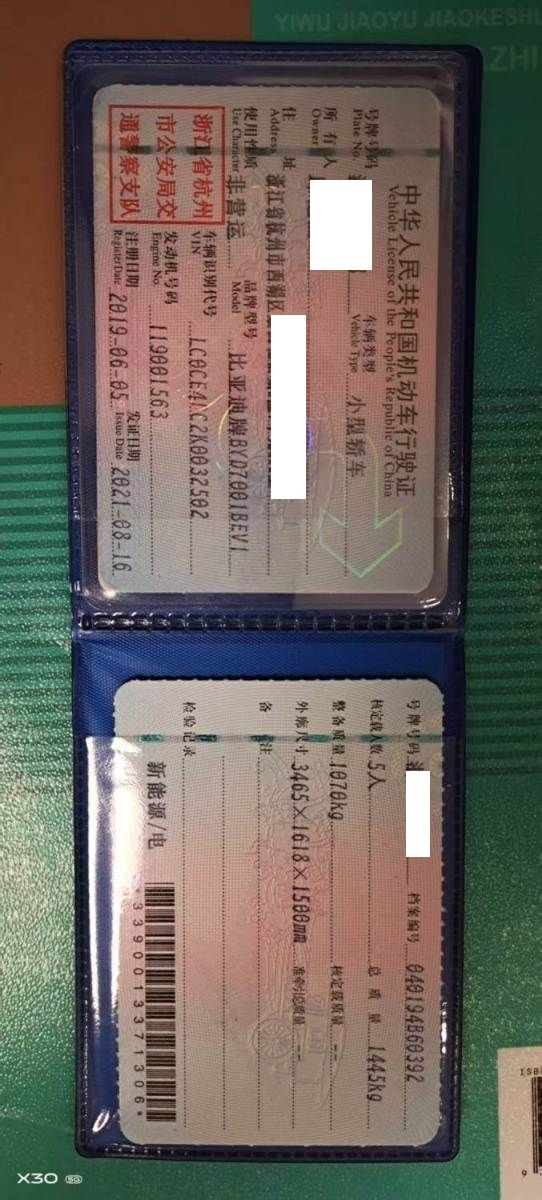 YIWU JIAOYU JIAOKESHU
ZHI
中华人民共和国机动车行驶证
Vehicle License of the People's Republic of China
号牌号码
Plate No.
车辆类型 小型轿车
Vehicle Type
所有人
Owner
住址 浙江省杭州市西湖区
Address
使用性质 非营运 品牌型号 比亚迪牌BYD7001BEV1
Use Character Model
浙江省杭州
市公安局交
通警察支队
车辆识别代号
VIN
发动机号码 119001563
Engine No.
注册日期 2019-06-05 发证日期 2021-08-16
Register Date Issue Date
号牌号码 档案编号 040194860392
核定载人数 5人 总质量 1445kg
整备质量 1070kg 核定载质量 --
外廓尺寸 3465×1618×1500mm 准牵引总质量 --
备注
检验记录
新能源/电
*3390013371306*
ISB
9
X30 5G